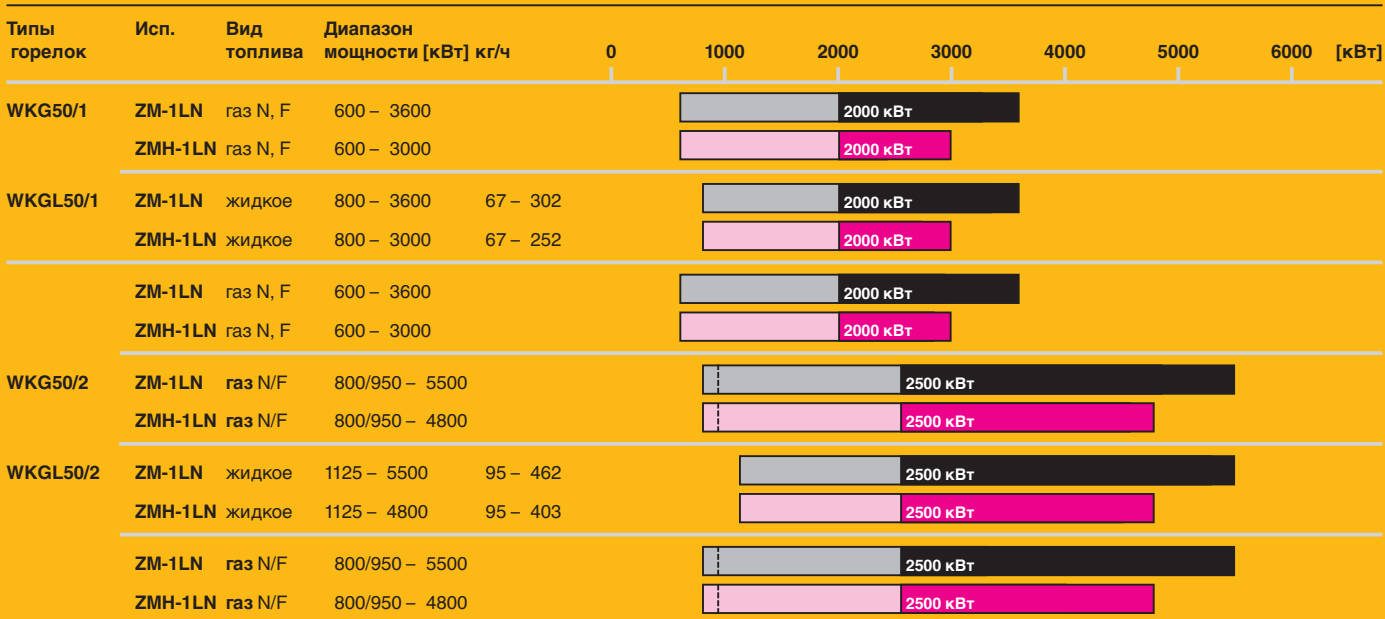 Типы Исп. Вид Диапазон
горелок топлива мощности [кВт] кг/ч 0 1000 2000 3000 4000 5000 6000 [кВт]
WKG50/1 ZM-1LN газ N, F 600 – 3600 2000 кВт
ZMH-1LN газ N, F 600 – 3000 2000 кВт
WKGL50/1 ZM-1LN жидкое 800 – 3600 67 – 302 2000 кВт
ZMH-1LN жидкое 800 – 3000 67 – 252 2000 кВт
ZM-1LN газ N, F 600 – 3600 2000 кВт
ZMH-1LN газ N, F 600 – 3000 2000 кВт
WKG50/2 ZM-1LN газ N/F 800/950 – 5500 2500 кВт
ZMH-1LN газ N/F 800/950 – 4800 2500 кВт
WKGL50/2 ZM-1LN жидкое 1125 – 5500 95 – 462 2500 кВт
ZMH-1LN жидкое 1125 – 4800 95 – 403 2500 кВт
ZM-1LN газ N/F 800/950 – 5500 2500 кВт
ZMH-1LN газ N/F 800/950 – 4800 2500 кВт